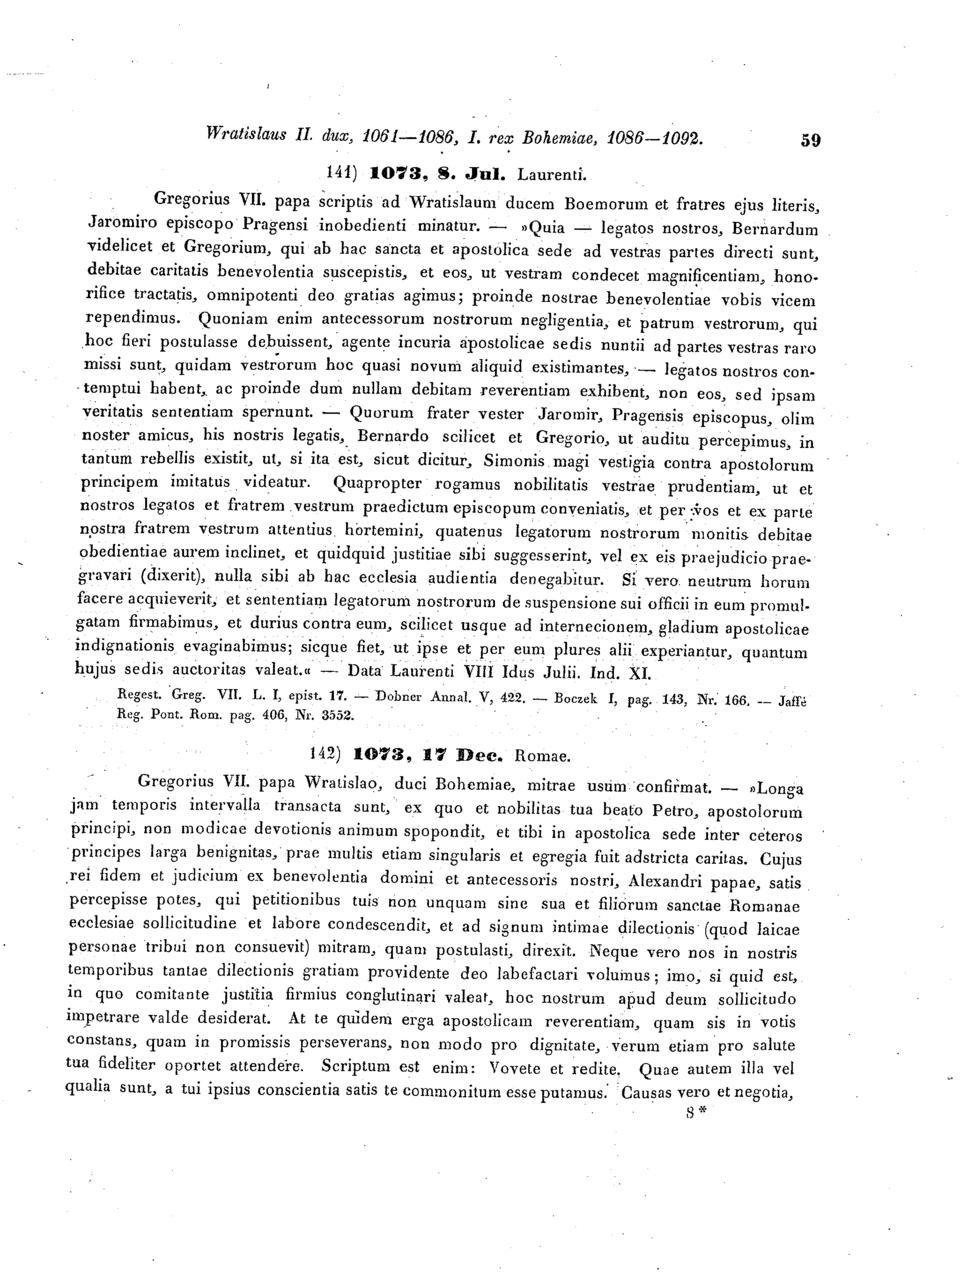 Wratislaus II. dux, 1061—1086, I. rex Bohemiae, 1086—1092. 59
141) 1073, 8. Jul. Laurenti.
Gregorius VII. papa scriptis ad Wratislaum ducem Boemorum et fratres ejus literis,
Jaromiro episcopo Pragensi inobedienti minatur. — »Quia — legatos nostros, Bernardum
videlicet et Gregorium, qui ab hac sancta et apostolica sede ad vestras partes directi sunt,
debitae caritatis benevolentia suscepistis, et eos, ut vestram condecet magnificentiam, hono-
rifice tractatis, omnipotenti deo gratias agimus; proinde nostrae benevolentiae vobis vicem
rependimus. Quoniam enim antecessorum nostrorum negligentia, et patrum vestrorum, qui
hoc fieri postulasse debuissent, agente incuria apostolicae sedis nuntii ad partes vestras raro
missi sunt, quidam vestrorum hoc quasi novum aliquid existimantes, — legatos nostros con-
temptui habent, ac proinde dum nullam debitam reverentiam exhibent, non eos, sed ipsam
veritatis sententiam spernunt. — Quorum frater vester Jaromir, Pragensis episcopus, olim
noster amicus, his nostris legatis, Bernardo scilicet et Gregorio, ut auditu percepimus, in
tantum rebellis existit, ut, si ita est, sicut dicitur, Simonis magi vestigia contra apostolorum
principem imitatus videatur. Quapropter rogamus nobilitatis vestrae prudentiam, ut et
nostros legatos et fratrem vestrum praedictum episcopum conveniatis, et per vos et ex parte
nostra fratrem vestrum attentius hortemini, quatenus legatorum nostrorum monitis debitae
obedientiae aurem inclinet, et quidquid justitiae sibi suggesserint, vel ex eis praejudicio prae-
gravari (dixerit), nulla sibi ab hac ecclesia audientia denegabitur. Si vero neutrum horum
facere acquieverit, et sententiam legatorum nostrorum de suspensione sui officii in eum promul-
gatam firmabimus, et durius contra eum, scilicet usque ad internecionem, gladium apostolicae
indignationis evaginabimus; sicque fiet, ut ipse et per eum plures alii experiantur, quantum
hujus sedis auctoritas valeat.« — Data Laurenti VIII Idus Julii. Ind. XI.
Regest. Greg. VII. L. I, epist. 17. — Dobner Annal. V, 422. — Boczek I, pag. 143, Nr. 166. — Jaffé
Reg. Pont. Rom. pag. 406, Nr. 3552.
142) 1073, 17 Dec. Romae.
Gregorius VII. papa Wratislao, duci Bohemiae, mitrae usum confirmat. — »Longa
jam temporis intervalla transacta sunt, ex quo et nobilitas tua beato Petro, apostolorum
principi, non modicae devotionis animum spopondit, et tibi in apostolica sede inter ceteros
principes larga benignitas, prae multis etiam singularis et egregia fuit adstricta caritas. Cujus
rei fidem et judicium ex benevolentia domini et antecessoris nostri, Alexandri papae, satis
percepisse potes, qui petitionibus tuis non unquam sine sua et filiorum sanctae Romanae
ecclesiae sollicitudine et labore condescendit, et ad signum intimae dilectionis (quod laicae
personae tribui non consuevit) mitram, quam postulasti, direxit. Neque vero nos in nostris
temporibus tantae dilectionis gratiam providente deo labefactari volumus; imo, si quid est,
in quo comitante justitia firmius conglutinari valeat, hoc nostrum apud deum sollicitudo
impetrare valde desiderat. At te quidem erga apostolicam reverentiam, quam sis in votis
constans, quam in promissis perseverans, non modo pro dignitate, verum etiam pro salute
tua fideliter oportet attendere. Scriptum est enim: Vovete et redite. Quae autem illa vel
qualia sunt, a tui ipsius conscientia satis te commonitum esse putamus. Causas vero et negotia,
8*